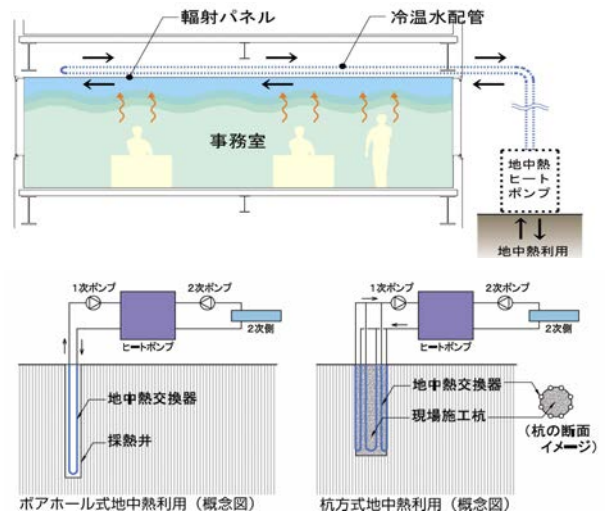 輻射パネル
冷温水配管
事務室
地中熱
ヒート
ポンプ
地中熱利用
1次ポンプ
2次ポンプ
ヒートポンプ
2次側
地中熱交換器
採熱井
ボアホール式地中熱利用（概念図）
1次ポンプ
2次ポンプ
ヒートポンプ
2次側
地中熱交換器
現場施工杭
（杭の断面
イメージ）
杭方式地中熱利用（概念図）